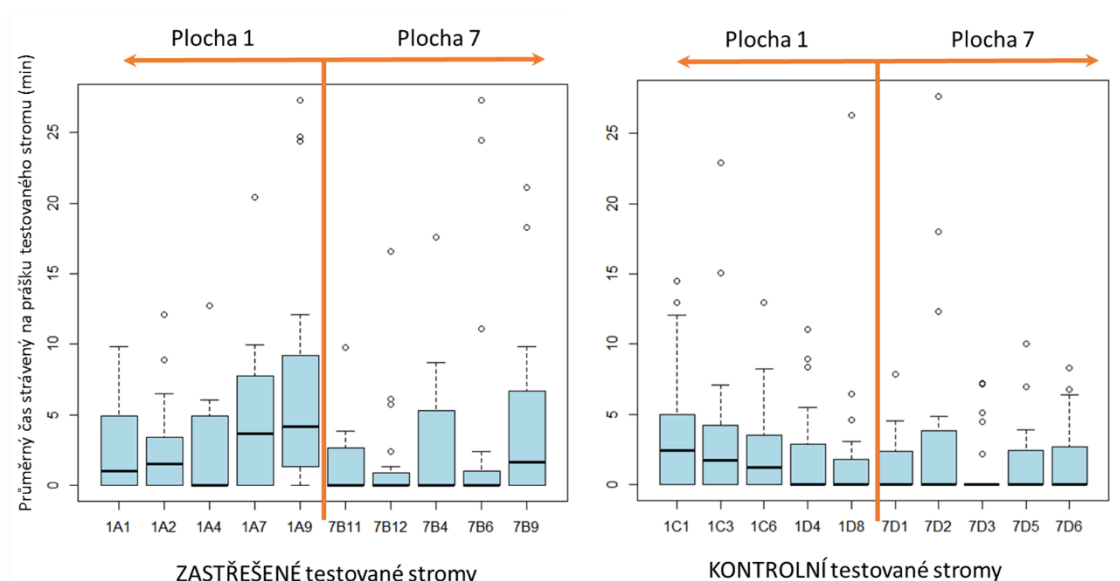 Plocha 1
Plocha 7
Plocha 1
Plocha 7
Průměrný čas strávený na prášku testovaného stromu (min)
25
20
15
10
5
0
25
20
15
10
5
0
1A1 1A2 1A4 1A7 1A9 7B11 7B12 7B4 7B6 7B9
1C1 1C3 1C6 1D4 1D8 7D1 7D2 7D3 7D5 7D6
ZASTŘEŠENÉ testované stromy
KONTROLNÍ testované stromy